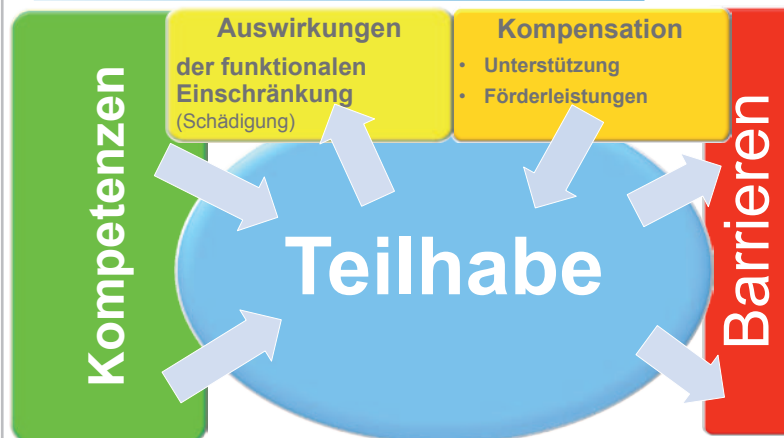 Kompetenzen
Auswirkungen
der funktionalen
Einschränkung
(Schädigung)
Kompensation
• Unterstützung
• Förderleistungen
Teilhabe
Barrieren